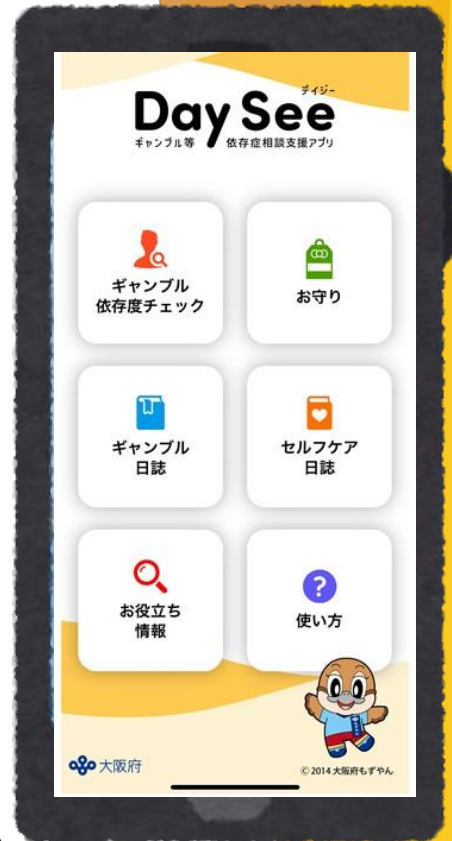 デイジー
Day See
ギャンブル等 依存症相談支援アプリ
ギャンブル
依存度チェック
お守り
ギャンブル
日誌
セルフケア
日誌
お役立ち
情報
?
使い方
大阪府
© 2014 大阪府もずやん